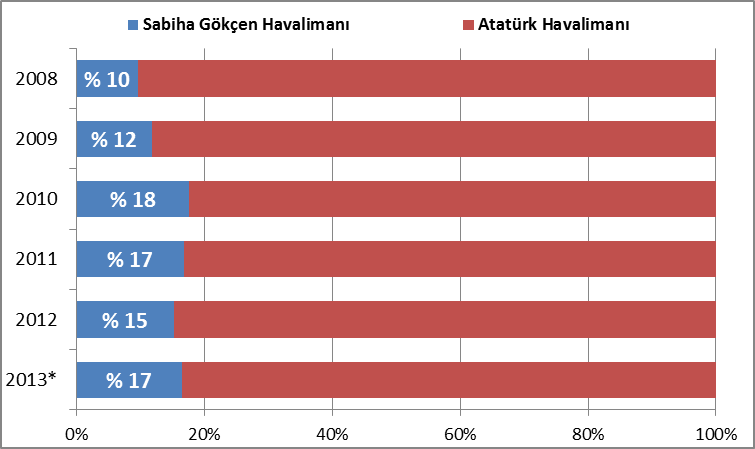 Sabiha Gökçen Havalimanı Atatürk Havalimanı
2008 % 10
2009 % 12
2010 % 18
2011 % 17
2012 % 15
2013* % 17
0% 20% 40% 60% 80% 100%